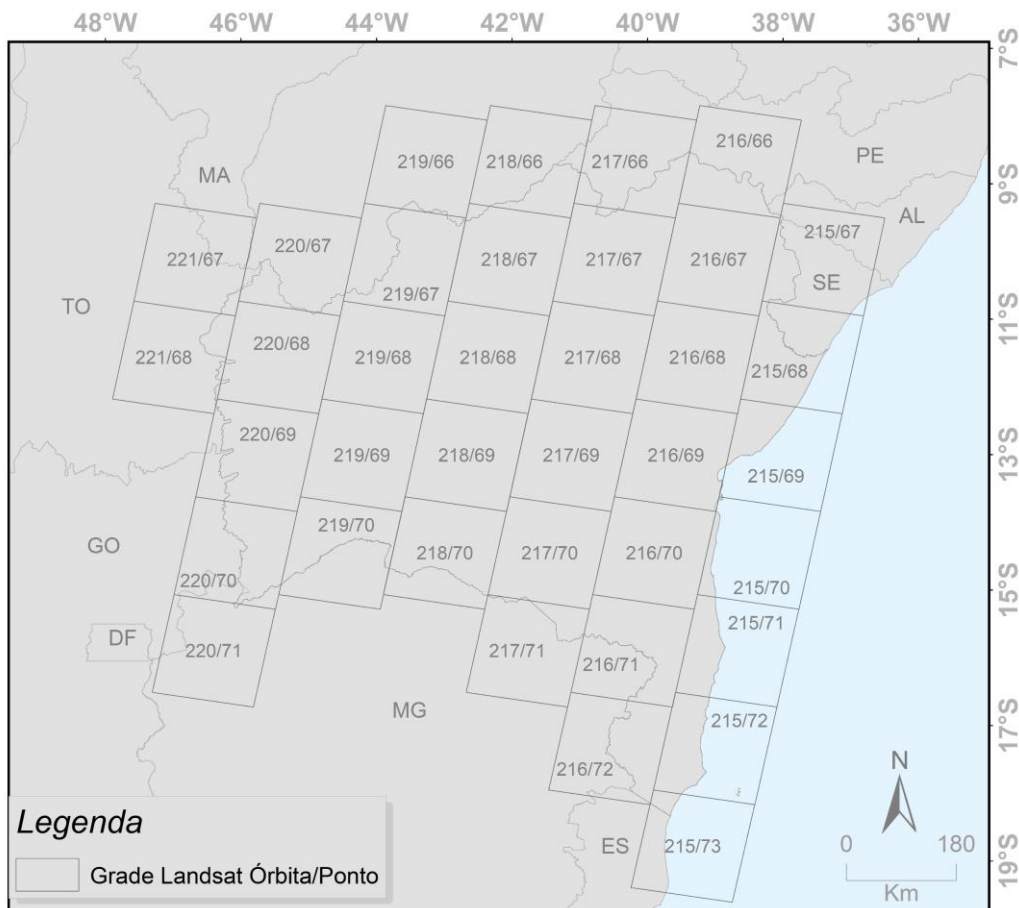 48°W 46°W 44°W 42°W 40°W 38°W 36°W
7°S
216/66
219/66 218/66 217/66
PE
MA
9°S
AL
215/67
220/67
221/67 218/67 217/67 216/67
SE
219/67
TO
11°S
220/68
221/68 219/68 218/68 217/68 216/68
215/68
220/69
219/69 218/69 217/69 216/69
13°S
215/69
219/70
GO
218/70 217/70 216/70
220/70
215/70
15°S
215/71
DF
220/71 217/71 216/71
MG
215/72
17°S
N
216/72
Legenda
ES
215/73
0 180
Km
19°S
Grade Landsat Órbita/Ponto